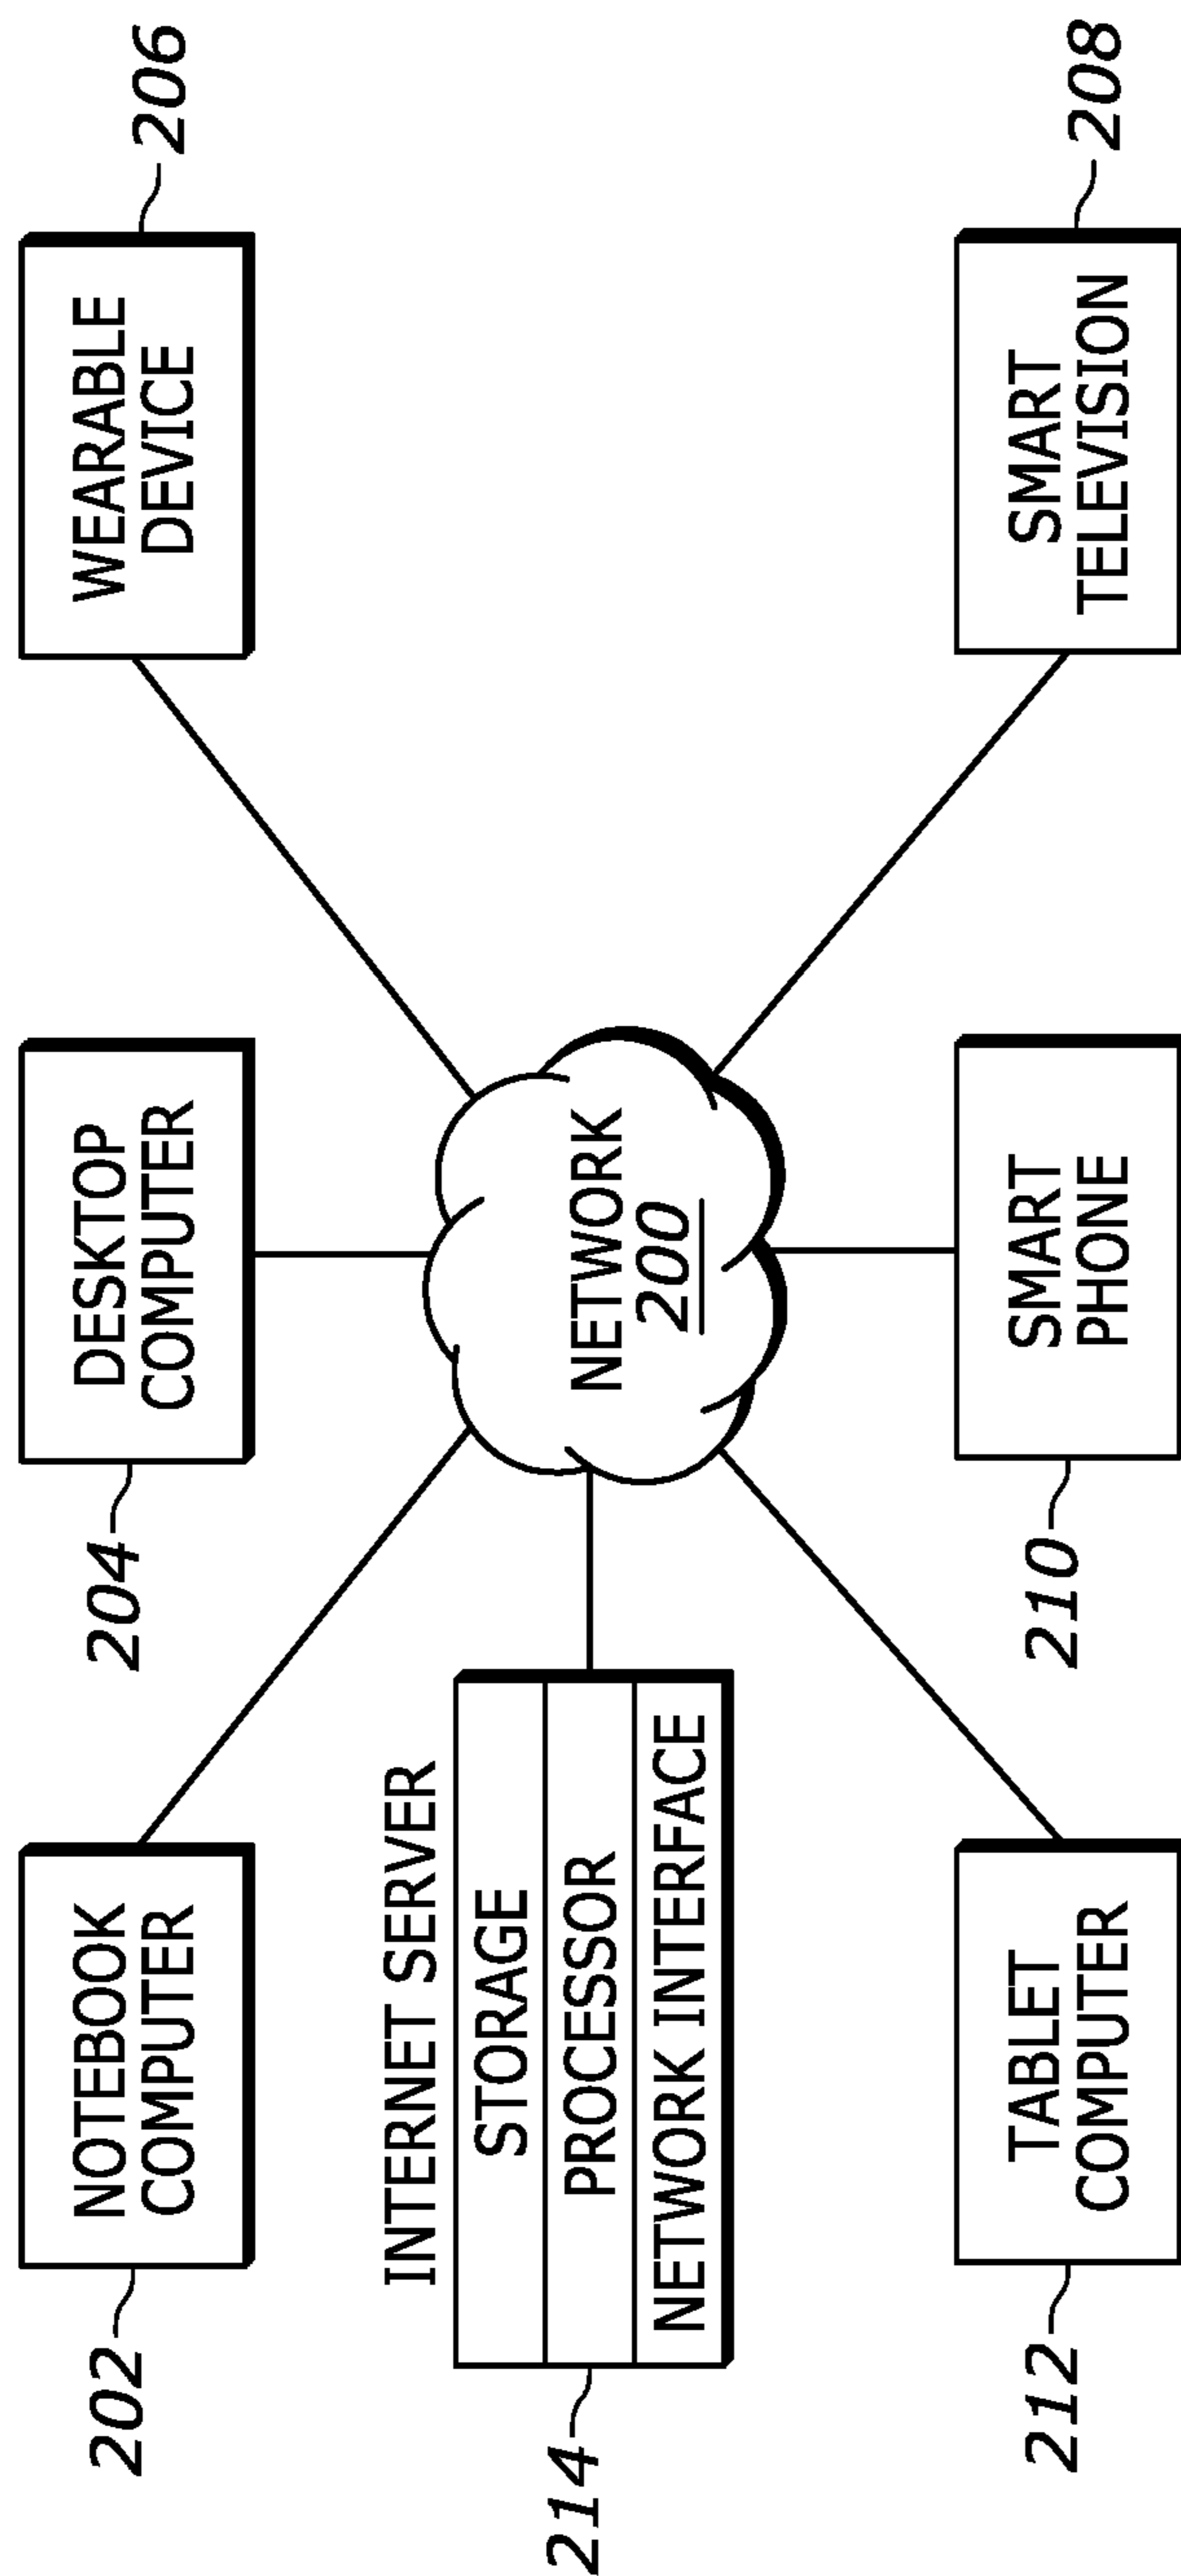 202
NOTEBOOK
COMPUTER
204
DESKTOP
COMPUTER
WEARABLE
DEVICE
206
INTERNET SERVER
214
STORAGE
PROCESSOR
NETWORK INTERFACE
NETWORK
200
212
TABLET
COMPUTER
210
SMART
PHONE
SMART
TELEVISION
208